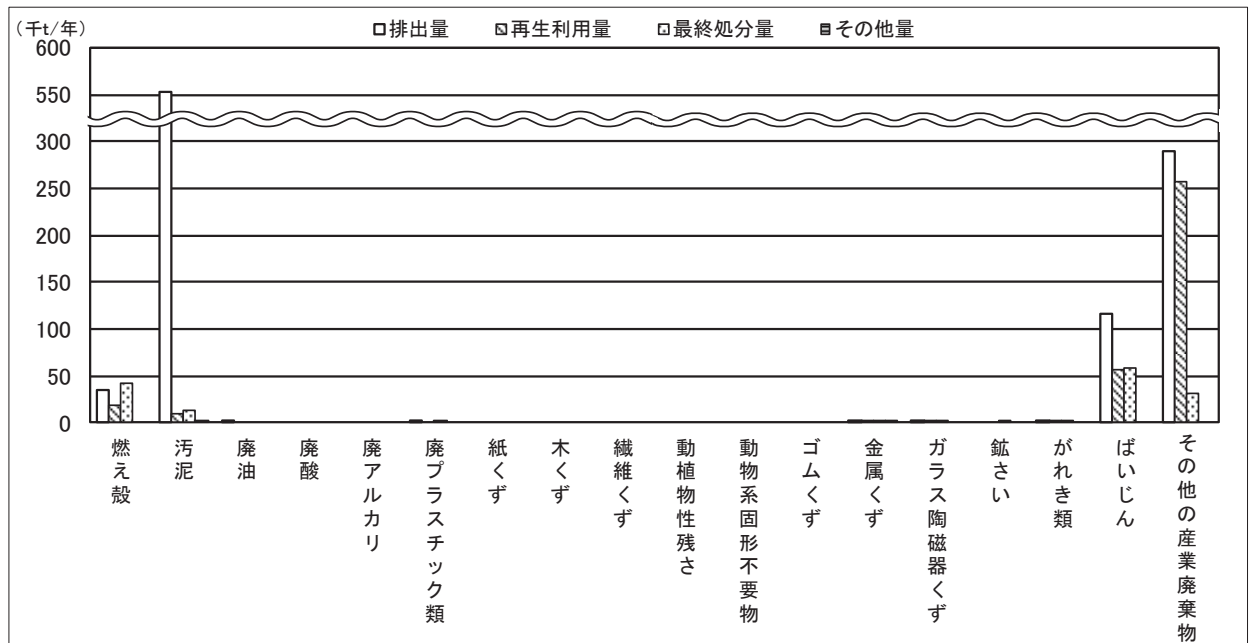 (千t/年)
排出量 再生利用量 最終処分量 その他量
600
550
300
250
200
150
100
50
0
燃え殻
汚泥
廃油
廃酸
廃アルカリ
廃プラスチック類
紙くず
木くず
繊維くず
動植物性残さ
動物系固形不要物
ゴムくず
金属くず
ガラス陶磁器くず
鉱さい
がれき類
ばいじん
その他の産業廃棄物